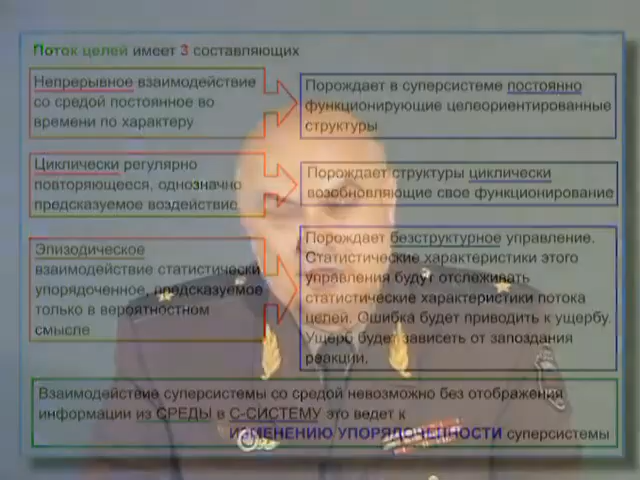 Поток целей имеет 3 составляющих
Непрерывное взаимодействие
со средой постоянное во
времени по характеру
Порождает в суперсистеме постоянно
функционирующие целеориентированные
структуры
Циклически регулярно
повторяющееся, однозначно
предсказуемое воздействие
Порождает структуры циклически
возобновляющие свое функционирование
Эпизодическое
взаимодействие статистически
упорядоченное, предсказуемое
только в вероятностном
смысле
Порождает безструктурное управление.
Статистические характеристики этого
управления будут отслеживать
статистические характеристики потока
целей. Ошибка будет приводить к ущербу.
Ущерб будет зависеть от запоздания
реакции.
Взаимодействие суперсистемы со средой невозможно без отображения
информации из СРЕДЫ в С-СИСТЕМУ это ведет к
ИЗМЕНЕНИЮ УПОРЯДОЧЕННОСТИ суперсистемы